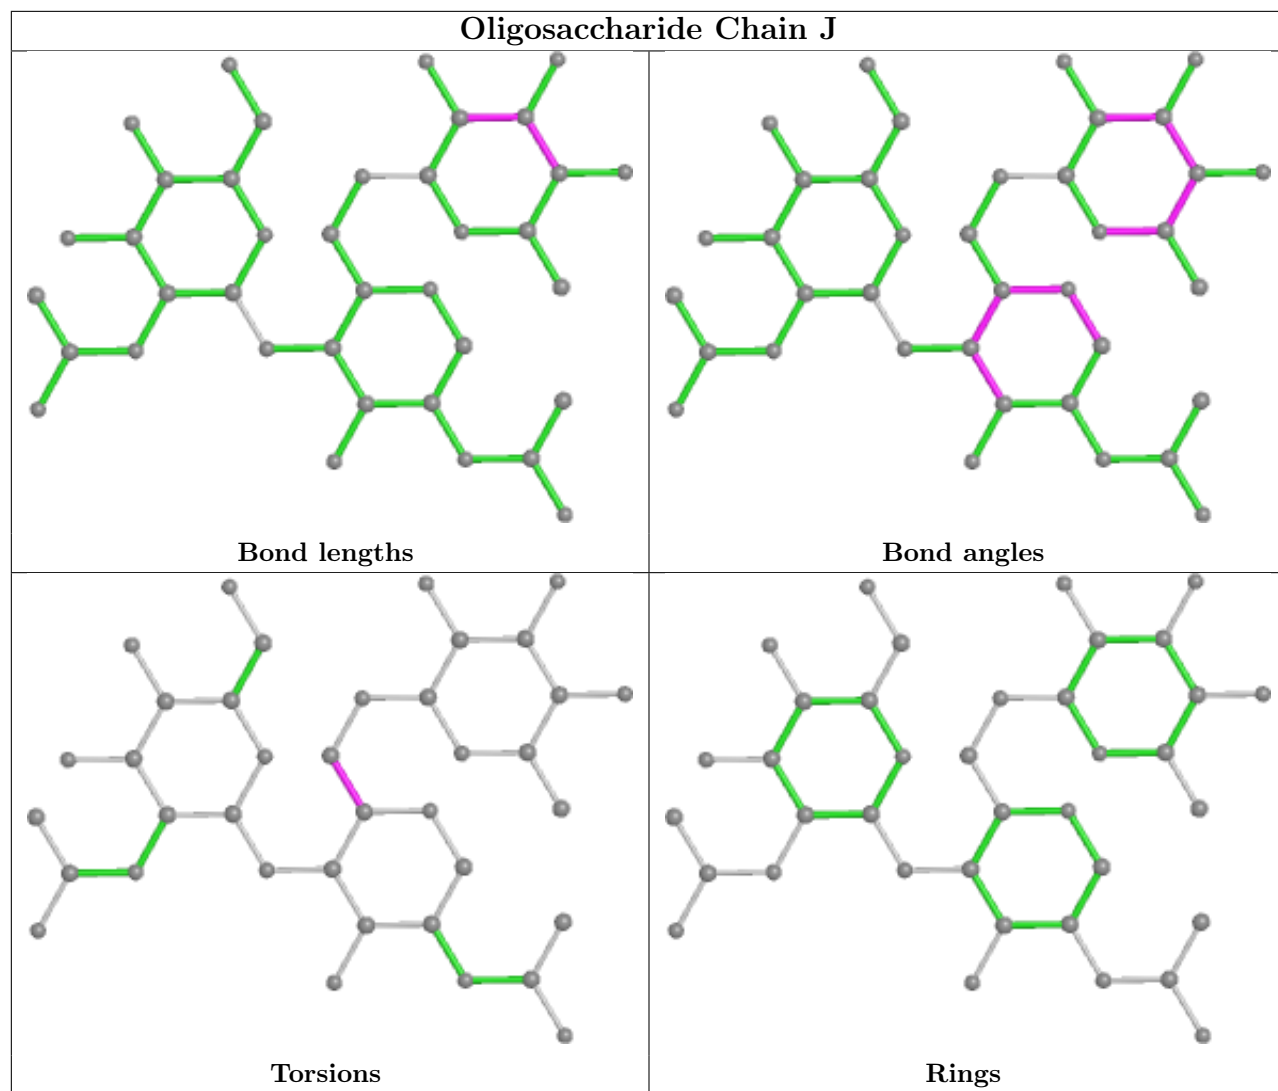 Oligosaccharide Chain J
Bond lengths
Bond angles
Torsions
Rings